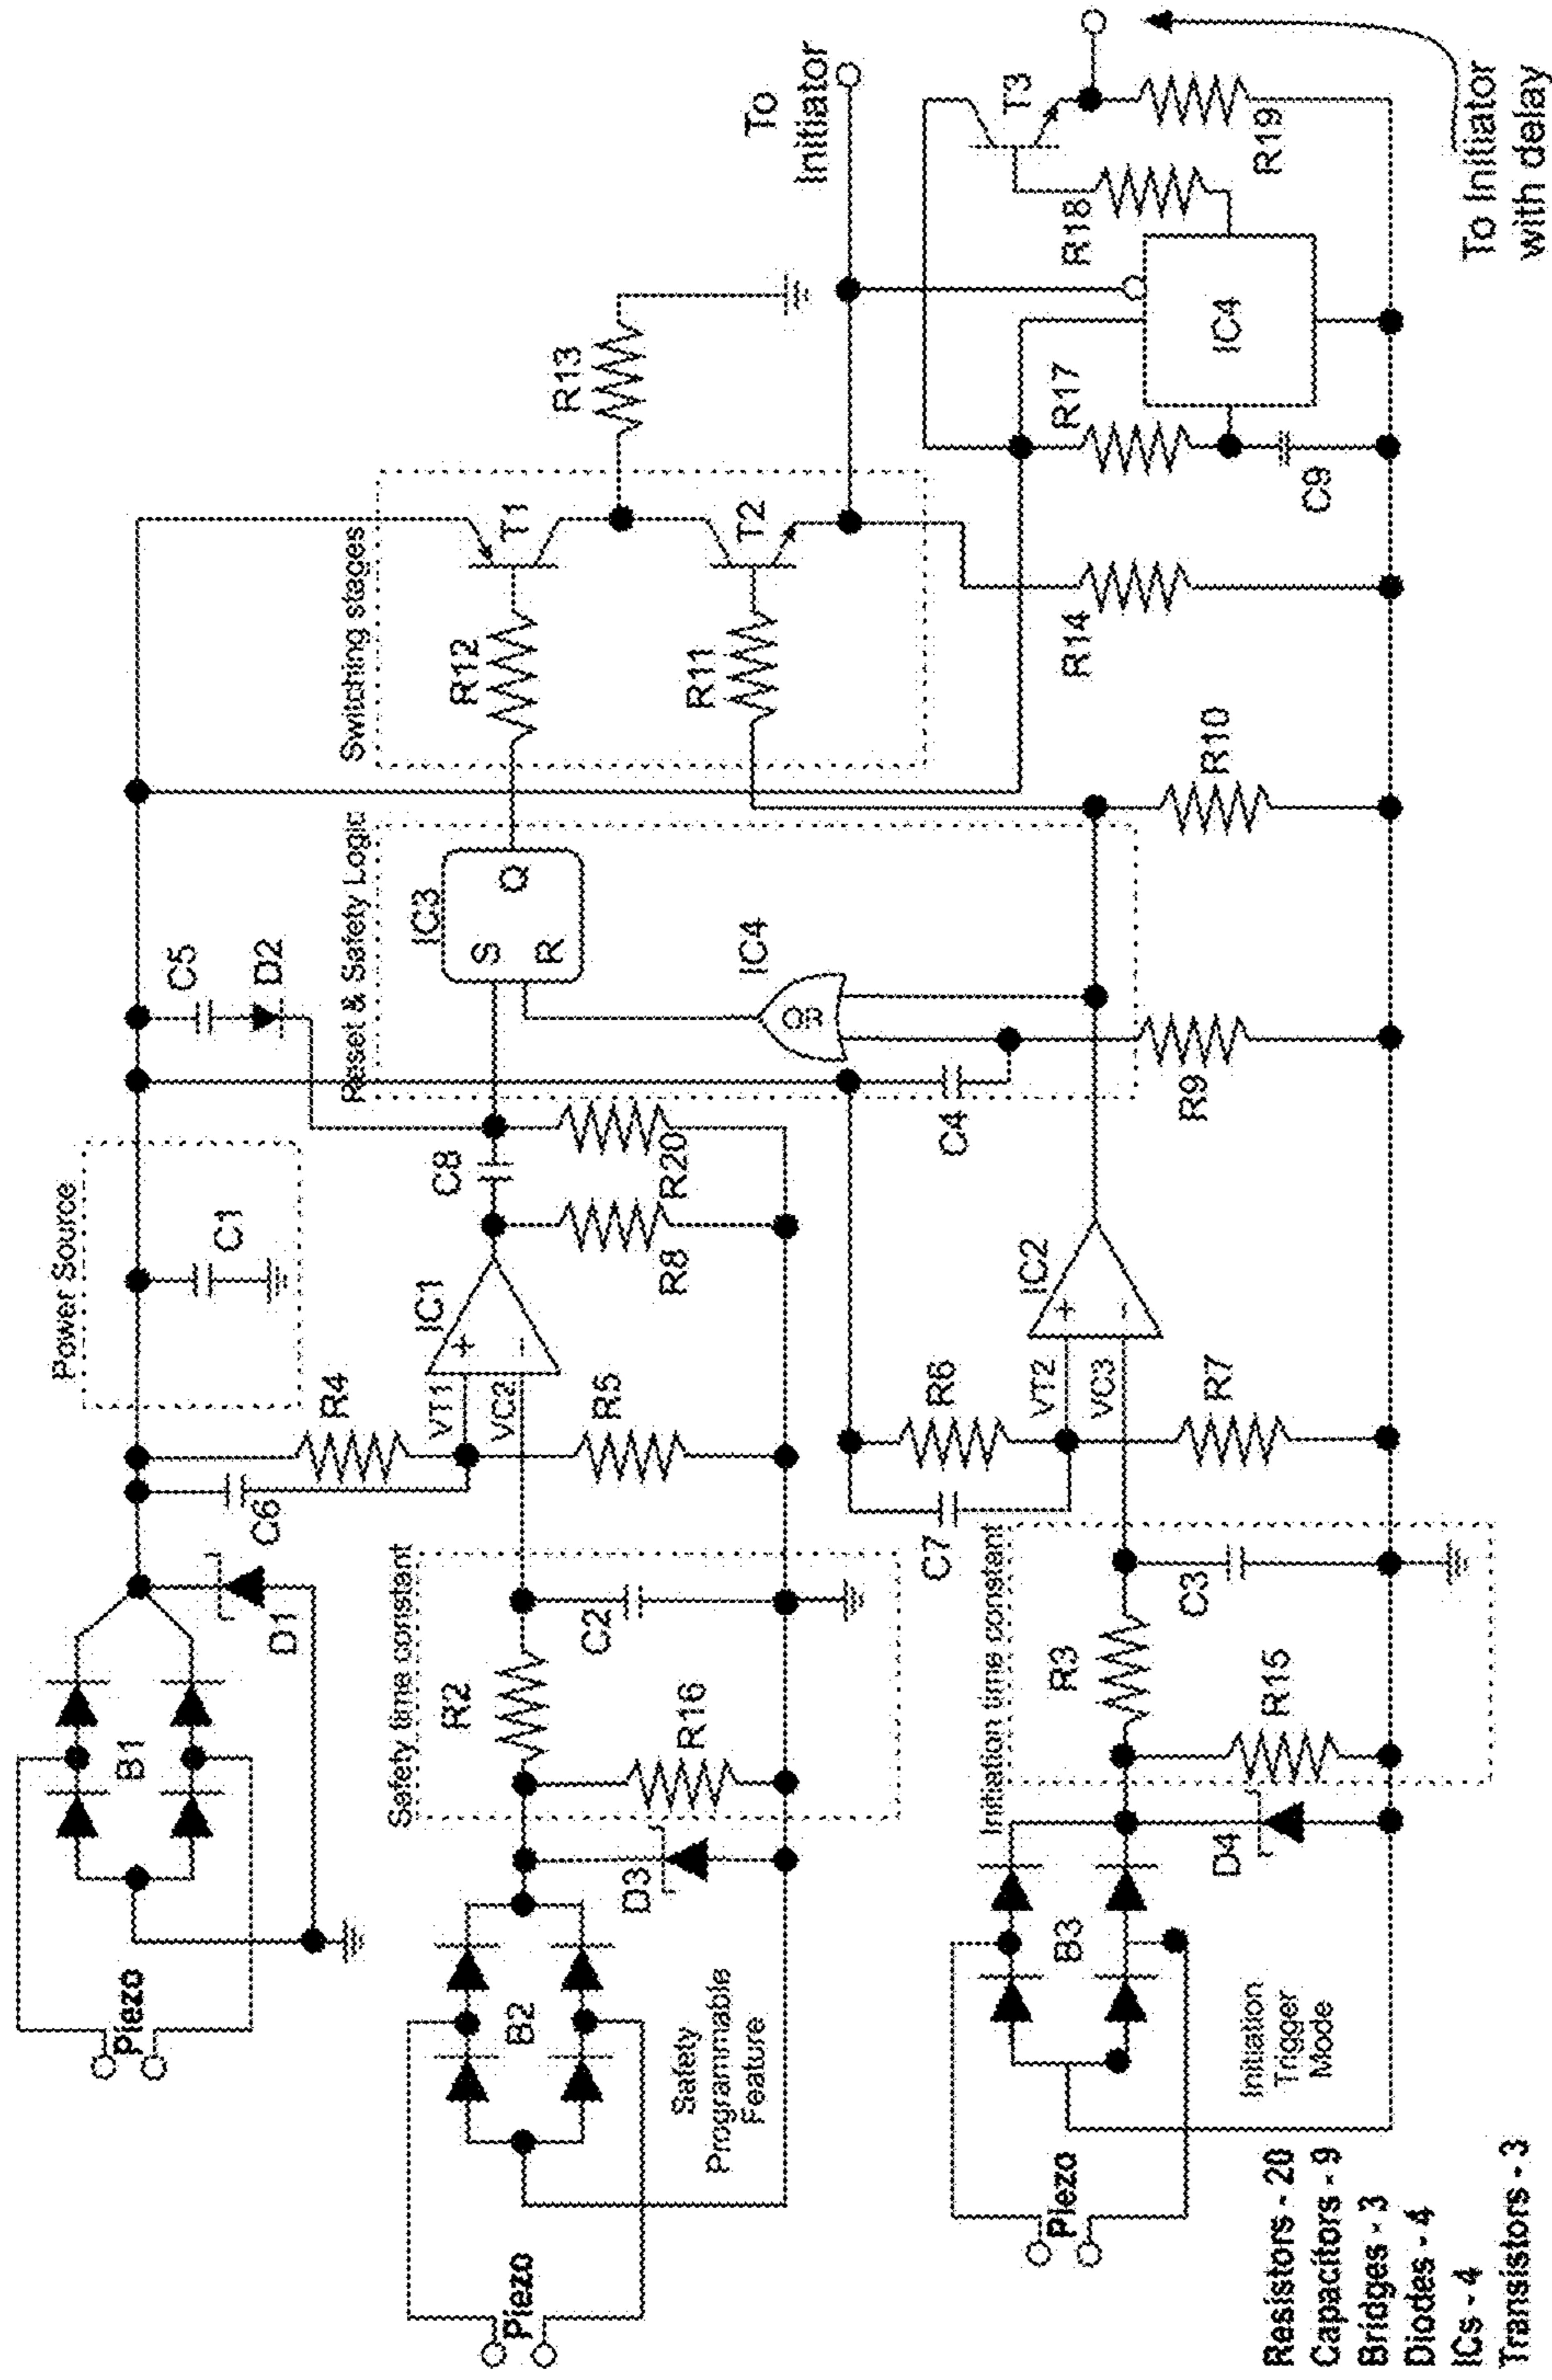 Piezo
B1
D1
C6
Power Source
C1
R4
C5
D2
Piezo
B2
Safety
Programmable
Feature
D3
Safety time constant
R2
R16
C2
VT1
VC2
R5
IC1
+
-
C8
R8
R20
Reset & Safety Logic
IC3
S
R
Q
IC4
OR
Switching stages
R12
T1
R11
T2
R13
To
Initiator
Piezo
B3
Initiation
Trigger
Mode
D4
Initiation time constant
R3
R15
C3
C7
R6
VT2
VC3
R7
IC2
+
-
C4
R9
R10
R14
R17
C9
IC4
R18
T3
R19
To Initiator
with delay
Resistors - 20
Capacitors - 9
Bridges - 3
Diodes - 4
ICs - 4
Transistors - 3